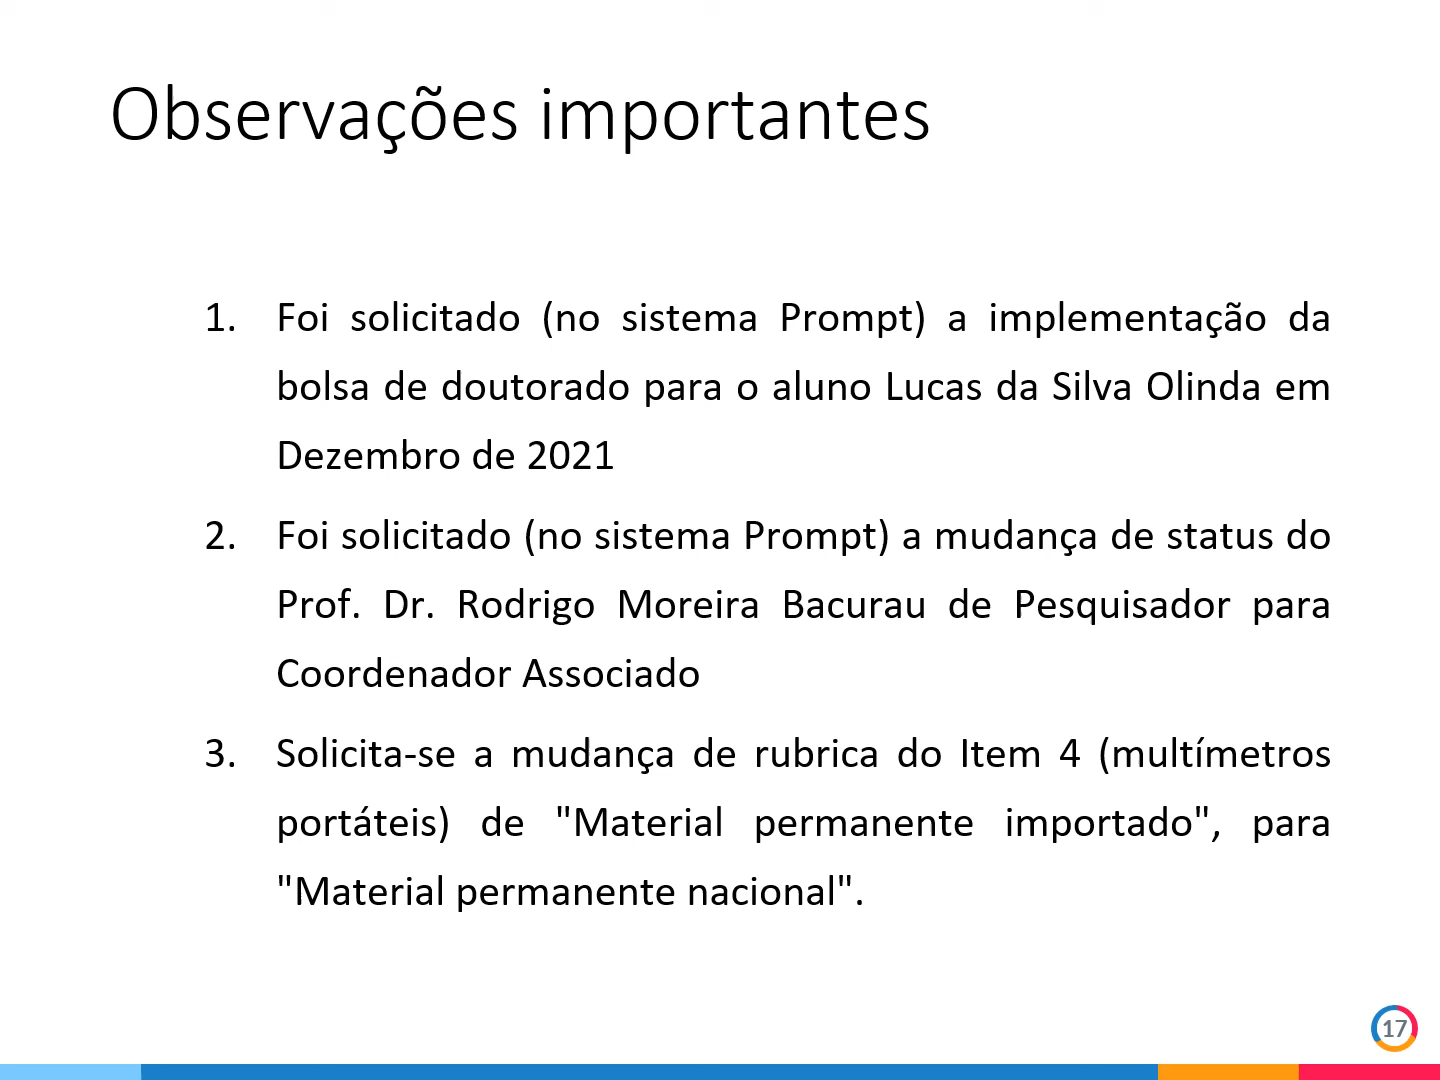 Observações importantes
1. Foi solicitado (no sistema Prompt) a implementação da
bolsa de doutorado para o aluno Lucas da Silva Olinda em
Dezembro de 2021
2. Foi solicitado (no sistema Prompt) a mudança de status do
Prof. Dr. Rodrigo Moreira Bacurau de Pesquisador para
Coordenador Associado
3. Solicita-se a mudança de rubrica do Item 4 (multímetros
portáteis) de "Material permanente importado", para
"Material permanente nacional".
17